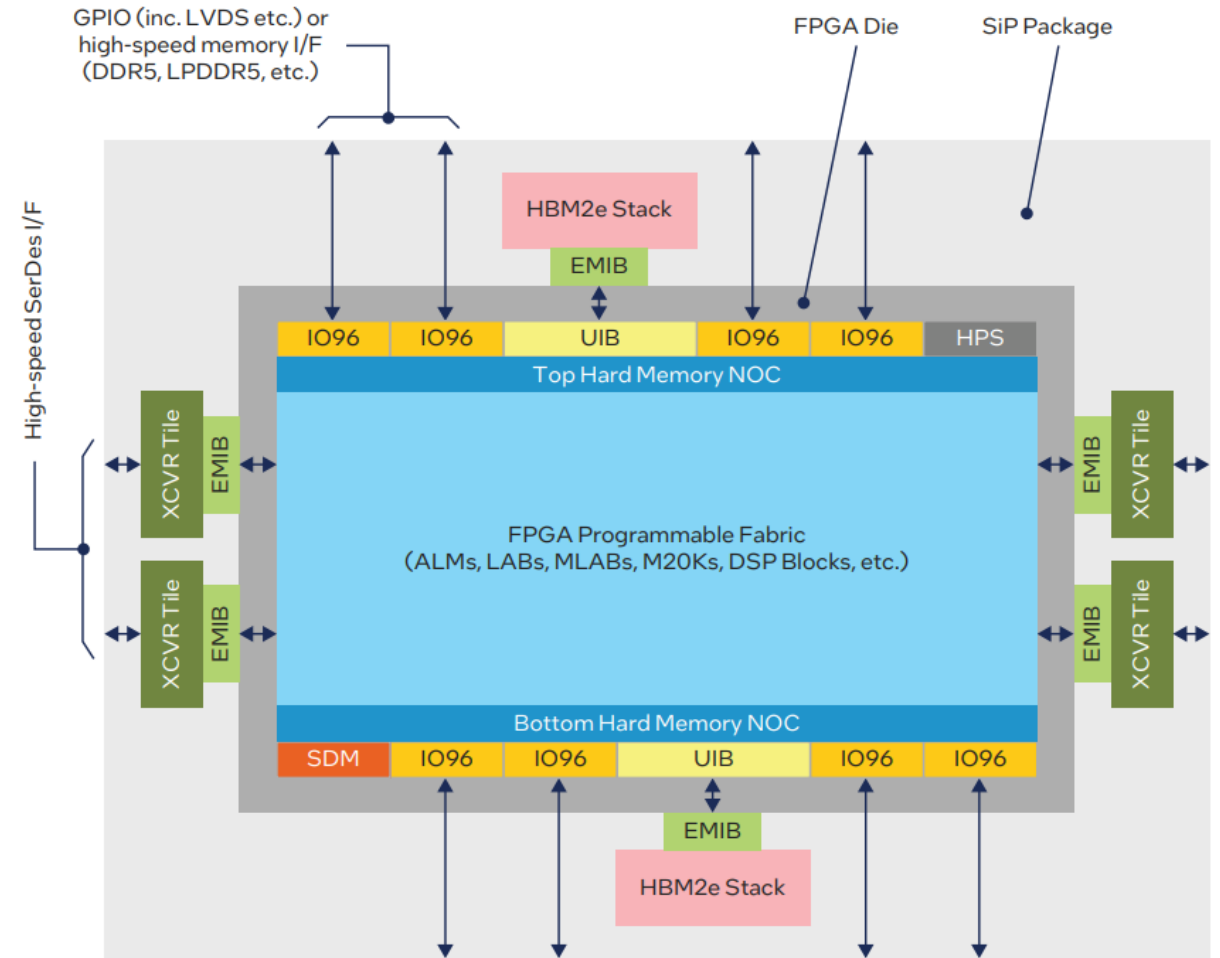 GPIO (inc. LVDS etc.) or
high-speed memory I/F
(DDR5, LPDDR5, etc.)
FPGA Die
SiP Package
High-speed SerDes I/F
HBM2e Stack
EMIB
IO96
IO96
UIB
IO96
IO96
HPS
Top Hard Memory NOC
XCVR Tile
EMIB
EMIB
XCVR Tile
FPGA Programmable Fabric
(ALMs, LABs, MLABs, M20Ks, DSP Blocks, etc.)
XCVR Tile
EMIB
EMIB
XCVR Tile
Bottom Hard Memory NOC
SDM
IO96
IO96
UIB
IO96
IO96
EMIB
HBM2e Stack